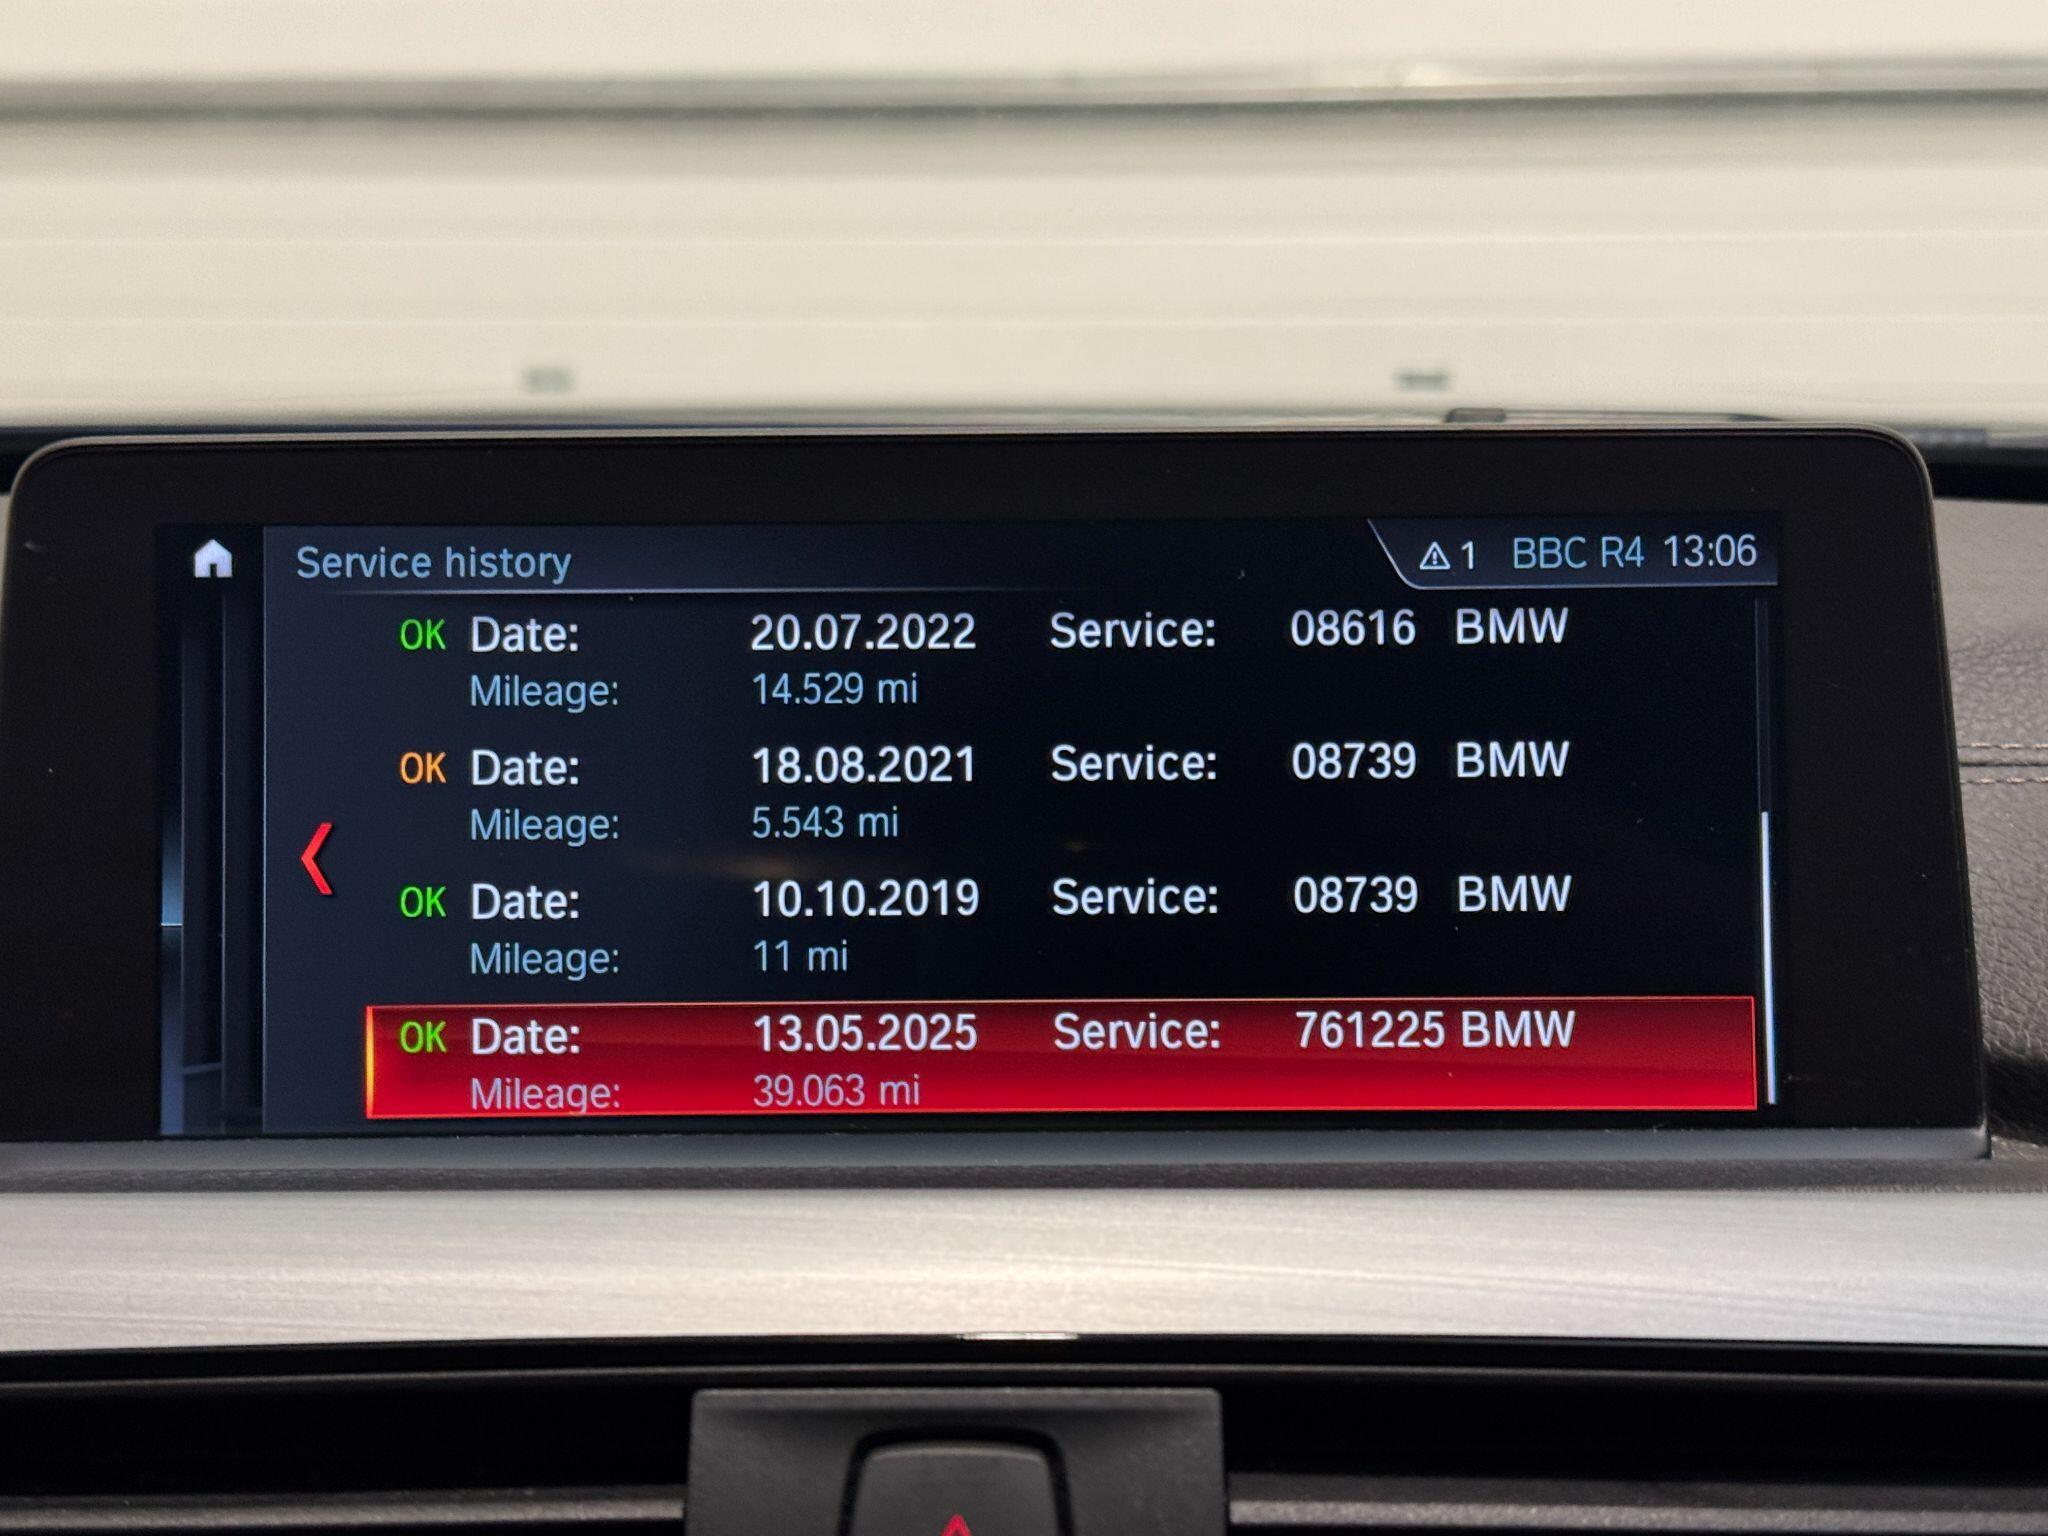 Service history 1 BBC R4 13:06
OK Date: 20.07.2022 Service: 08616 BMW
Mileage: 14.529 mi
OK Date: 18.08.2021 Service: 08739 BMW
Mileage: 5.543 mi
OK Date: 10.10.2019 Service: 08739 BMW
Mileage: 11 mi
OK Date: 13.05.2025 Service: 761225 BMW
Mileage: 39.063 mi